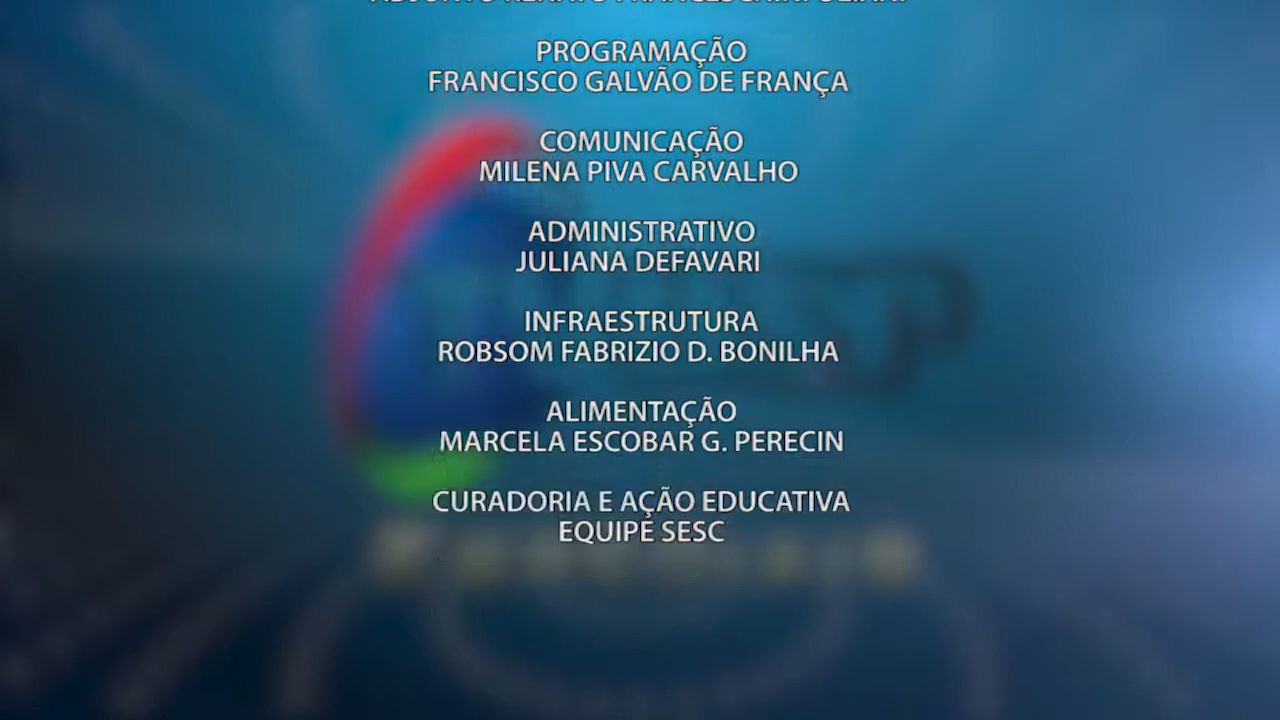 PROGRAMAÇÃO
FRANCISCO GALVÃO DE FRANÇA
COMUNICAÇÃO
MILENA PIVA CARVALHO
ADMINISTRATIVO
JULIANA DEFAVARI
INFRAESTRUTURA
ROBSOM FABRIZIO D. BONILHA
ALIMENTAÇÃO
MARCELA ESCOBAR G. PERECIN
CURADORIA E AÇÃO EDUCATIVA
EQUIPE SESC